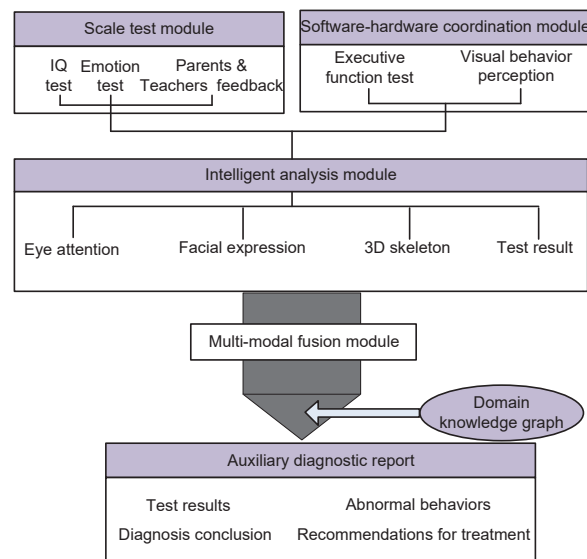 Scale test module
IQ test
Emotion test
Parents &
Teachers feedback
Software-hardware coordination module
Executive
function test
Visual behavior
perception
Intelligent analysis module
Eye attention
Facial expression
3D skeleton
Test result
Multi-modal fusion module
Domain
knowledge graph
Auxiliary diagnostic report
Test results
Abnormal behaviors
Diagnosis conclusion
Recommendations for treatment